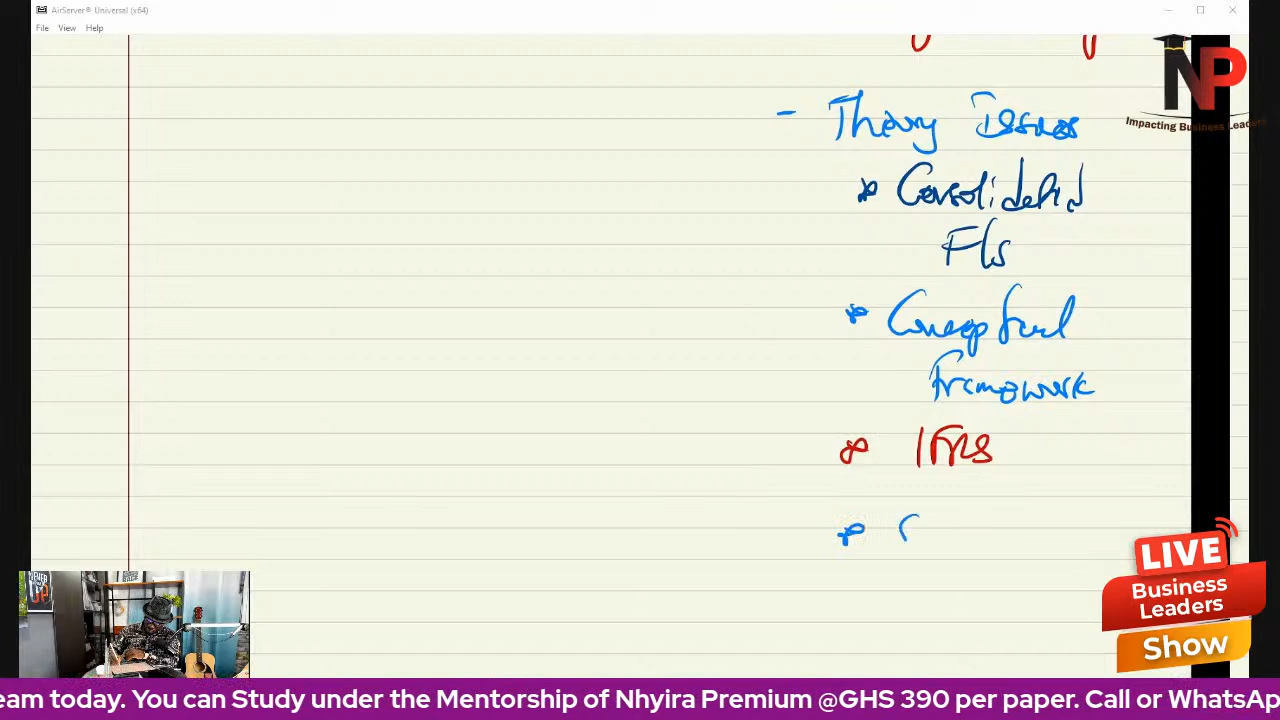 AirServer® Universal (x64)
File View Help
NP
Impacting Business Leaders
- Theory Issues
* Consolidated
F/s
* Conceptual
framework
* IFRS
* C
LIVE
Business
Leaders
Show
eam today. You can Study under the Mentorship of Nhyira Premium @GHS 390 per paper. Call or WhatsAp